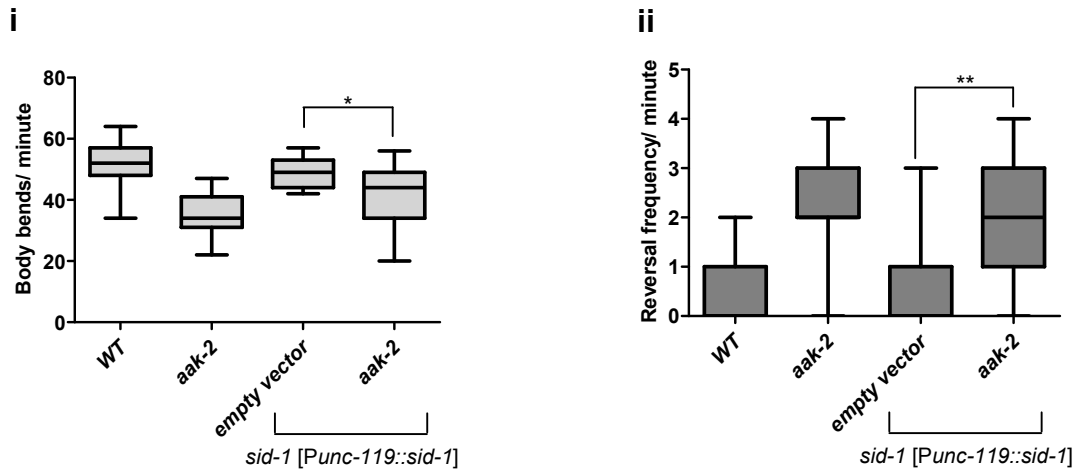 i
Body bends/ minute
80
60
40
20
0
*
WT
aak-2
empty vector
aak-2
sid-1 [Punc-119::sid-1]
ii
Reversal frequency/ minute
5
4
3
2
1
0
**
WT
aak-2
empty vector
aak-2
sid-1 [Punc-119::sid-1]